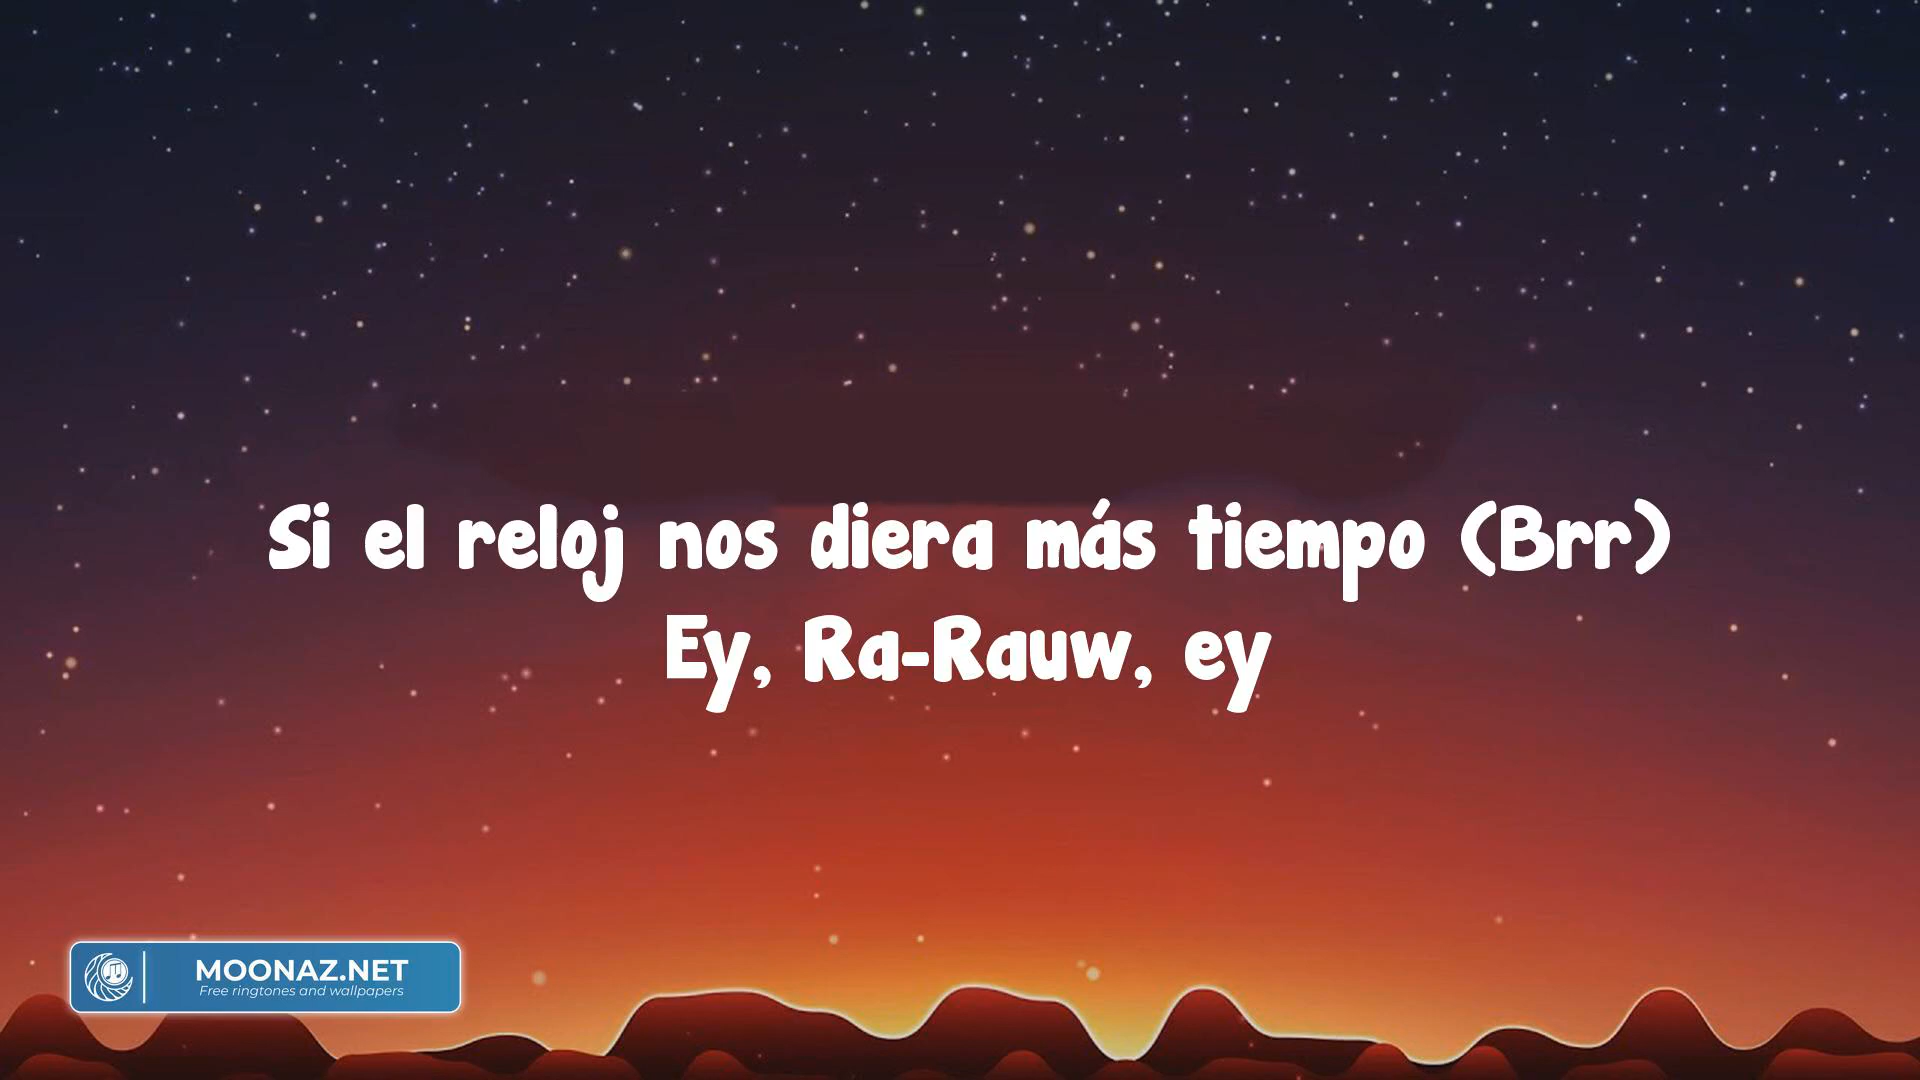 Si el reloj nos diera más tiempo (Brr)
Ey, Ra-Rauw, ey
MOONAZ.NET
Free ringtones and wallpapers